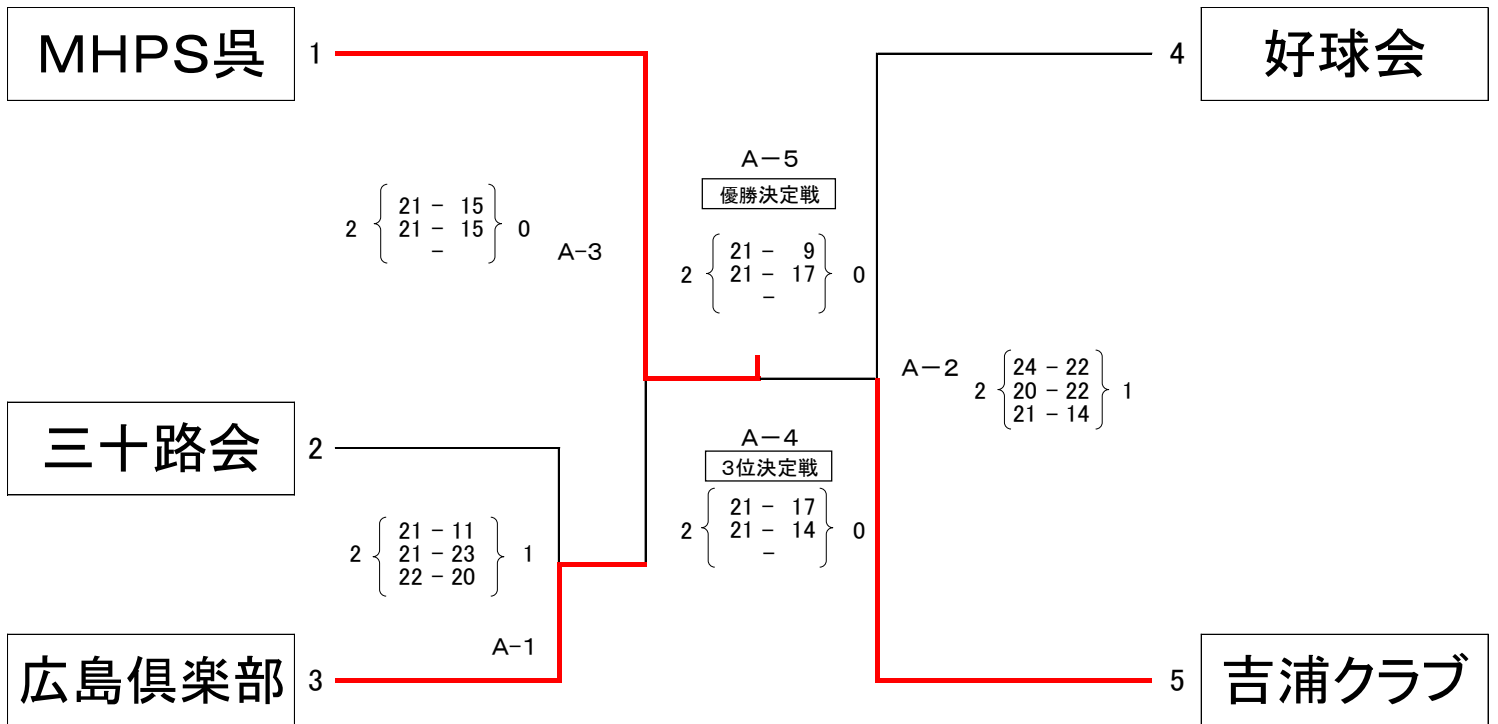 MHPS呉 1
4 好球会
A-5
優勝決定戦
2 21 - 15 0
21 - 15
-
A-3
2 21 - 9 0
21 - 17
-
A-2
2 24 - 22 1
20 - 22
21 - 14
三十路会 2
A-4
3位決定戦
2 21 - 17 0
21 - 14
-
2 21 - 11 1
21 - 23
22 - 20
A-1
広島倶楽部 3
5 吉浦クラブ